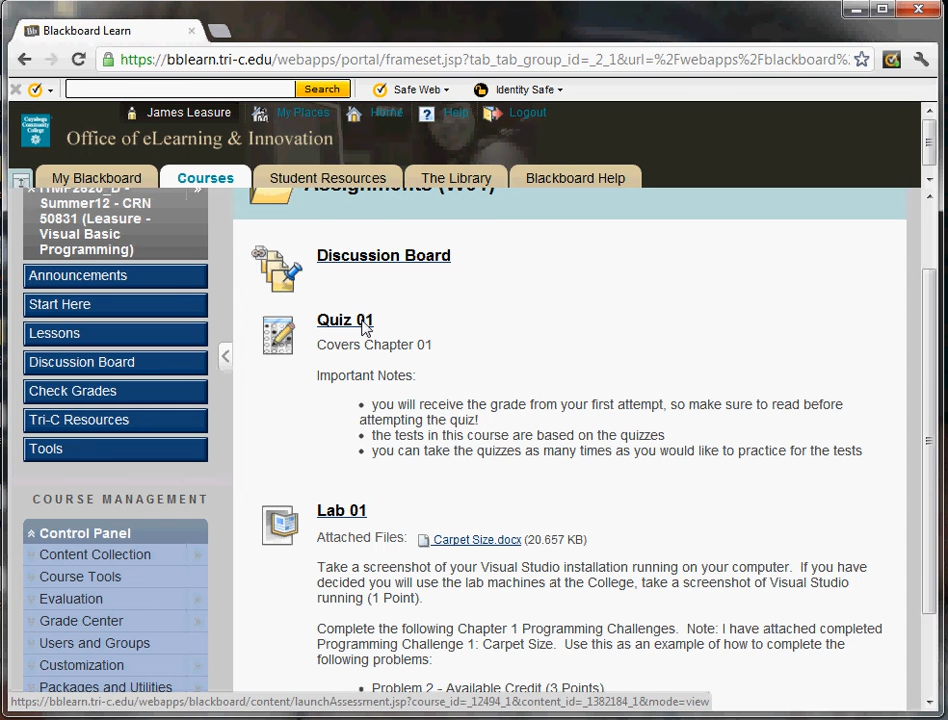 Blackboard Learn
https://bblearn.tri-c.edu/webapps/portal/frameset.jsp?tab_tab_group_id=_2_1&url=%2Fwebapps%2Fblackboard%2
Search
Safe Web
Identity Safe
James Leasure
My Places
Home
Help
Logout
Cuyahoga Community College
Office of eLearning & Innovation
My Blackboard
Courses
Student Resources
The Library
Blackboard Help
Summer12 - CRN
50831 (Leasure -
Visual Basic
Programming)
Announcements
Start Here
Lessons
Discussion Board
Check Grades
Tri-C Resources
Tools
COURSE MANAGEMENT
Control Panel
Content Collection
Course Tools
Evaluation
Grade Center
Users and Groups
Customization
Packages and Utilities
Assignments (W01)
Discussion Board
Quiz 01
Covers Chapter 01
Important Notes:
• you will receive the grade from your first attempt, so make sure to read before
attempting the quiz!
• the tests in this course are based on the quizzes
• you can take the quizzes as many times as you would like to practice for the tests
Lab 01
Attached Files: Carpet Size.docx (20.657 KB)
Take a screenshot of your Visual Studio installation running on your computer. If you have
decided you will use the lab machines at the College, take a screenshot of Visual Studio
running (1 Point).
Complete the following Chapter 1 Programming Challenges. Note: I have attached completed
Programming Challenge 1: Carpet Size. Use this as an example of how to complete the
following problems:
• Problem 2 - Available Credit (3 Points)
https://bblearn.tri-c.edu/webapps/blackboard/content/launchAssessment.jsp?course_id=_12494_1&content_id=_1382184_1&mode=view